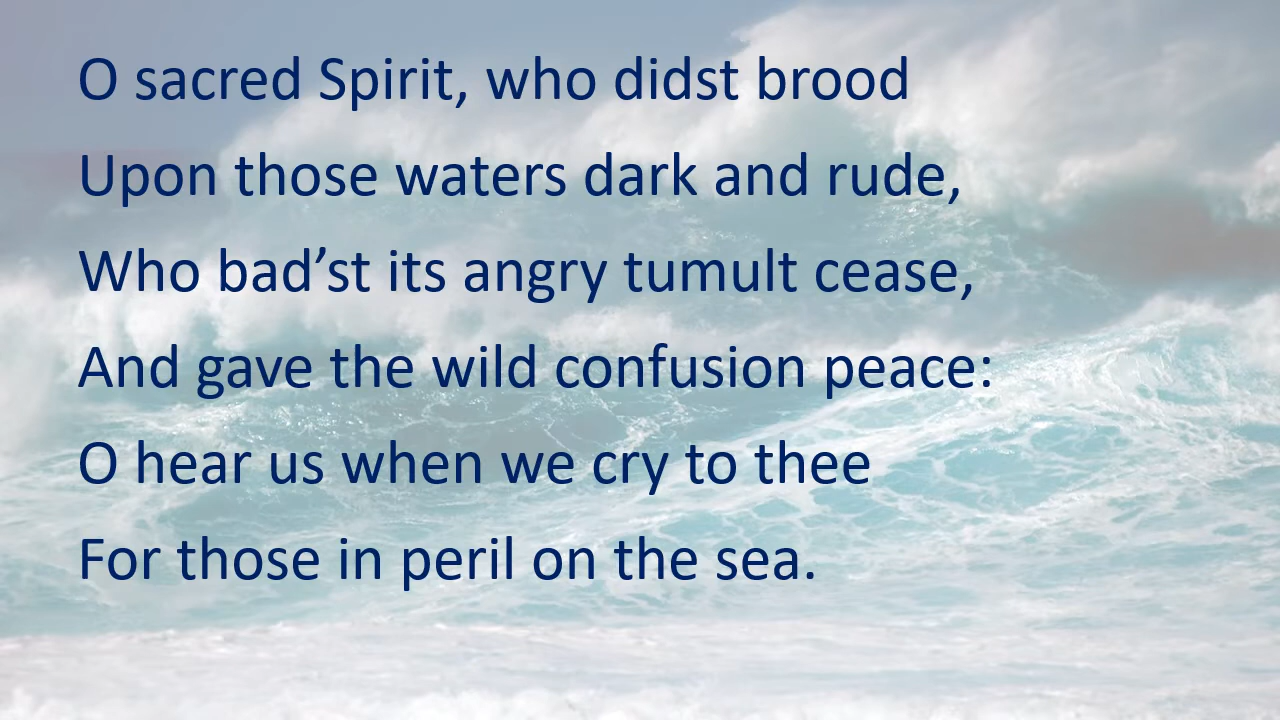 O sacred Spirit, who didst brood
Upon those waters dark and rude,
Who bad’st its angry tumult cease,
And gave the wild confusion peace:
O hear us when we cry to thee
For those in peril on the sea.